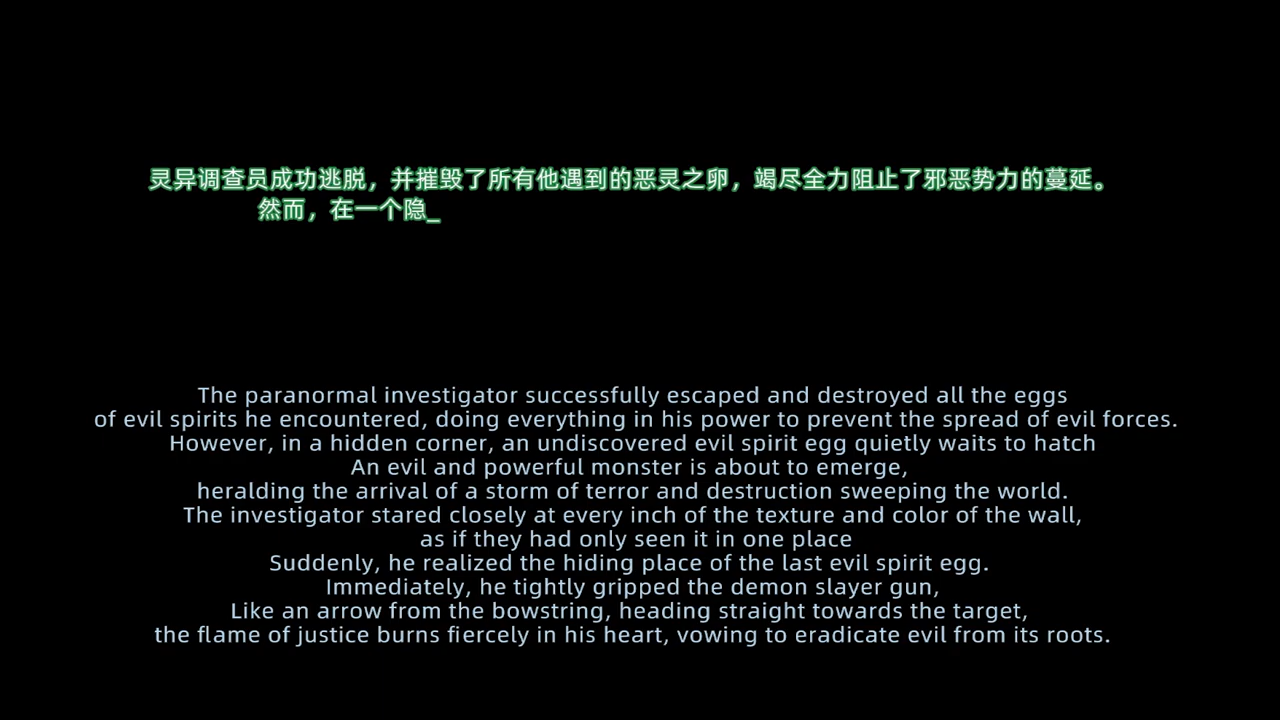 灵异调查员成功逃脱，并摧毁了所有他遇到的恶灵之卵，竭尽全力阻止了邪恶势力的蔓延。
然而，在一个隐_
The paranormal investigator successfully escaped and destroyed all the eggs
of evil spirits he encountered, doing everything in his power to prevent the spread of evil forces.
However, in a hidden corner, an undiscovered evil spirit egg quietly waits to hatch
An evil and powerful monster is about to emerge,
heralding the arrival of a storm of terror and destruction sweeping the world.
The investigator stared closely at every inch of the texture and color of the wall,
as if they had only seen it in one place
Suddenly, he realized the hiding place of the last evil spirit egg.
Immediately, he tightly gripped the demon slayer gun,
Like an arrow from the bowstring, heading straight towards the target,
the flame of justice burns fiercely in his heart, vowing to eradicate evil from its roots.